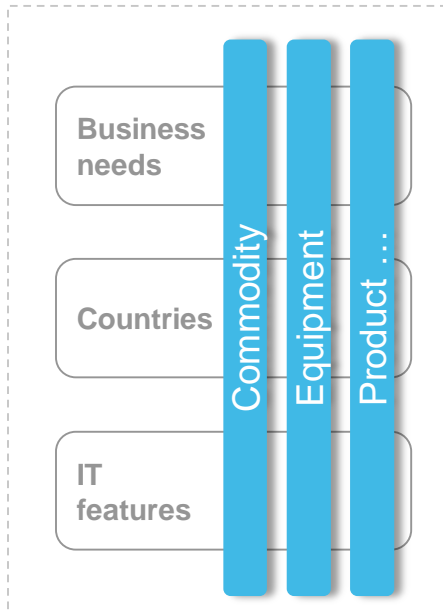 Business
needs
Countries
IT
features
Commodity
Equipment
Product ...